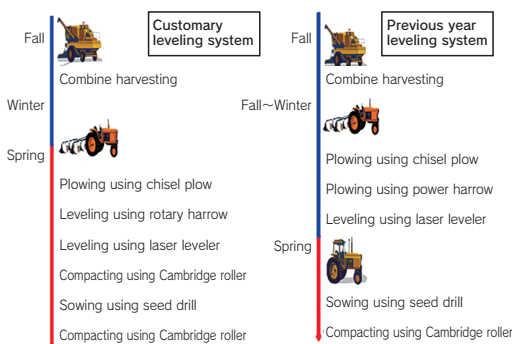 Customary
leveling system
Fall
Combine harvesting
Winter
Spring
Plowing using chisel plow
Leveling using rotary harrow
Leveling using laser leveler
Compacting using Cambridge roller
Sowing using seed drill
Compacting using Cambridge roller
Previous year
leveling system
Fall
Combine harvesting
Fall~Winter
Plowing using chisel plow
Plowing using power harrow
Leveling using laser leveler
Spring
Sowing using seed drill
Compacting using Cambridge roller